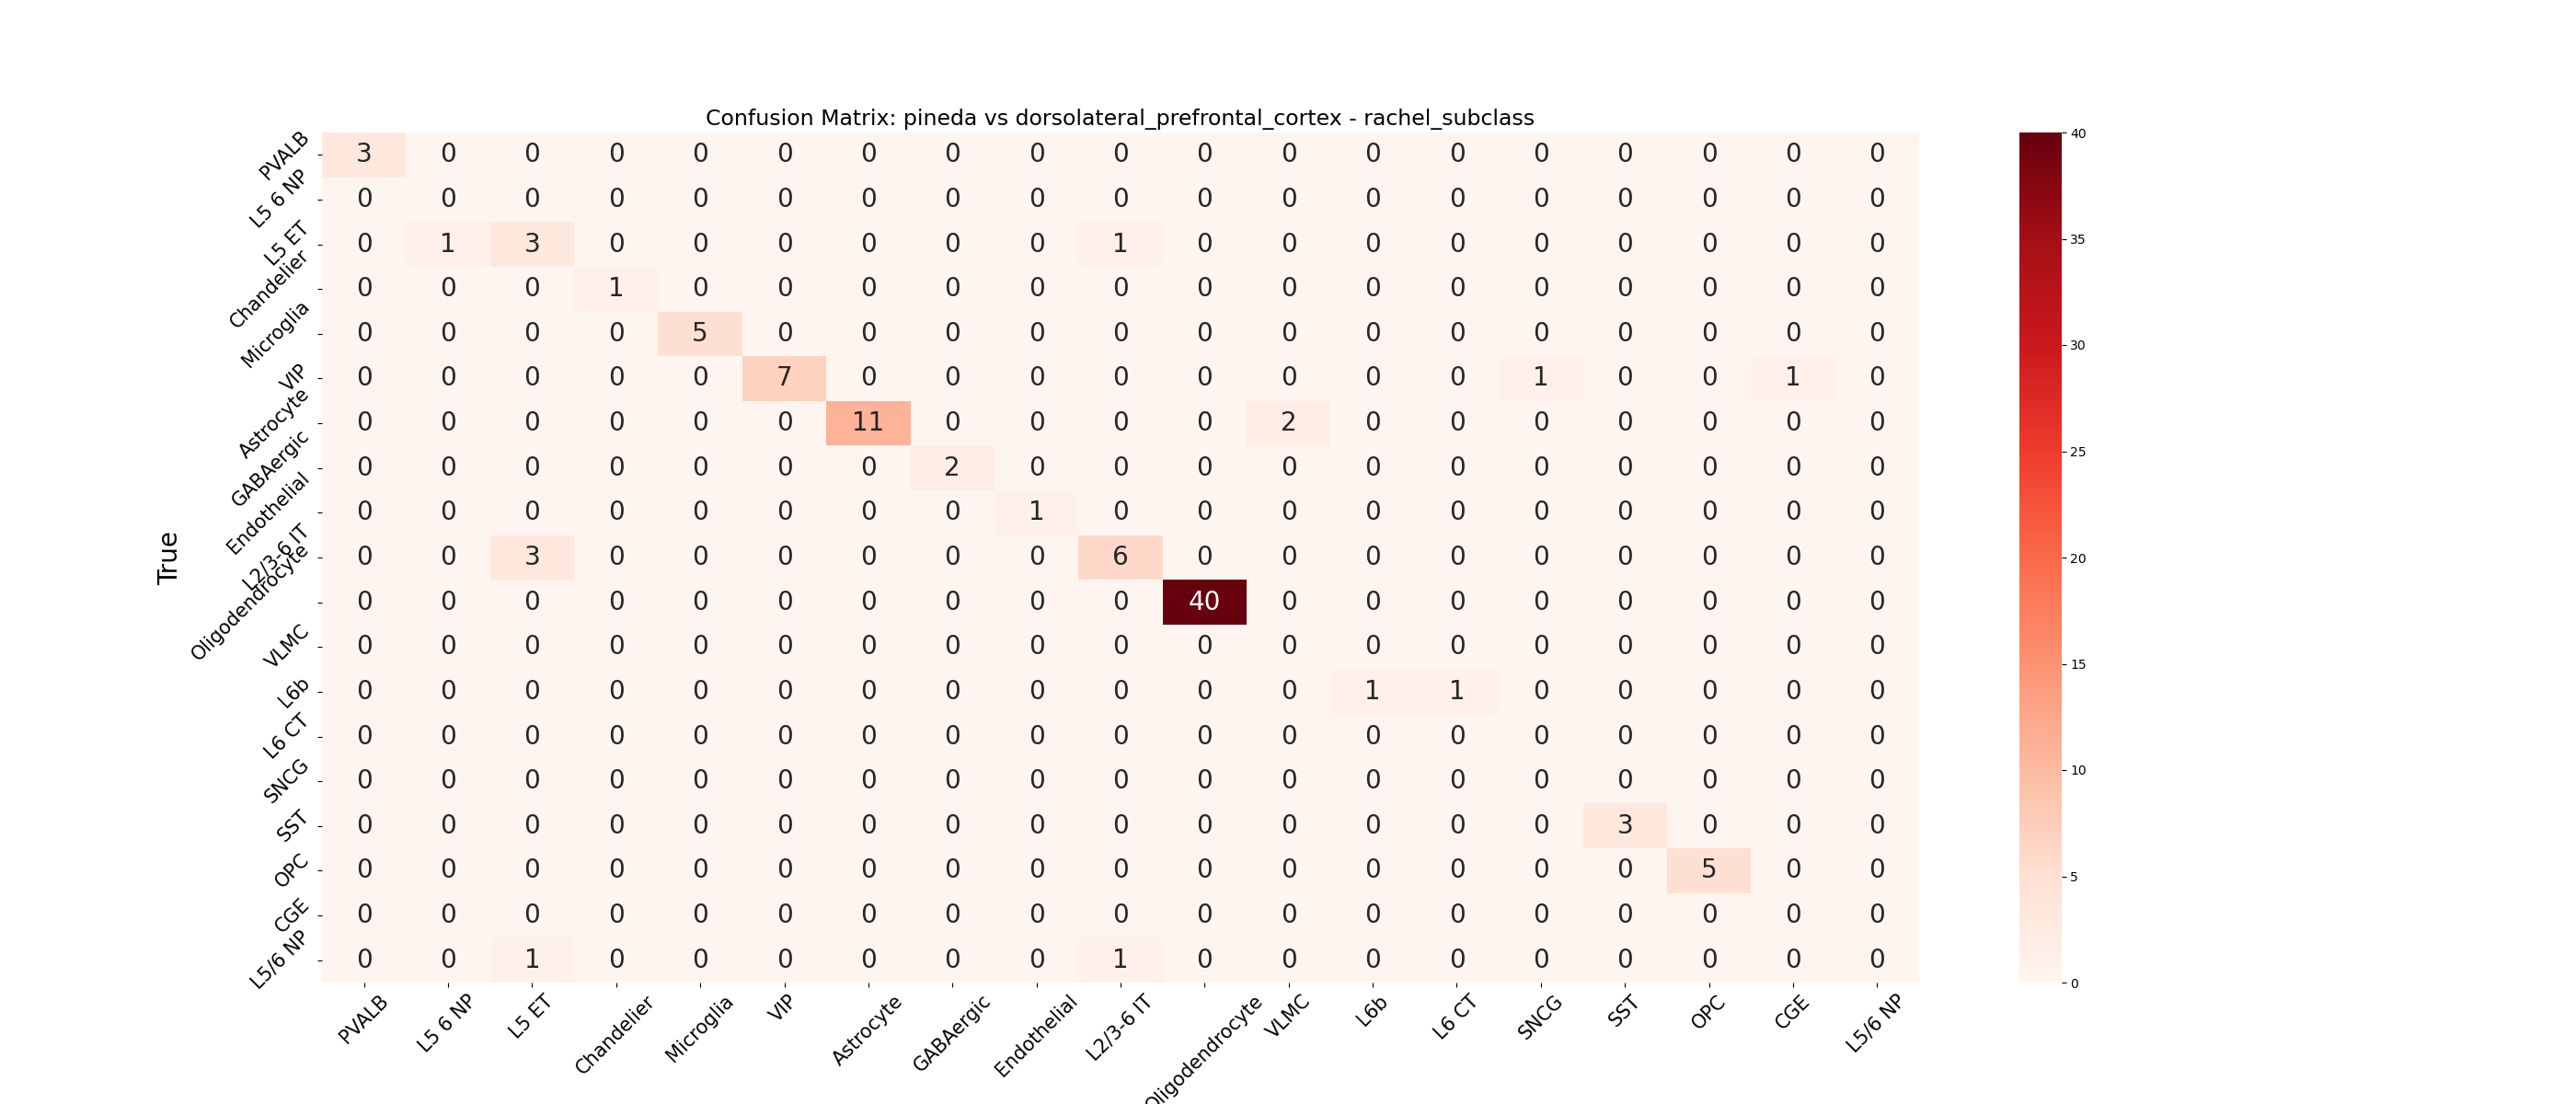 Confusion Matrix: pineda vs dorsolateral_prefrontal_cortex - rachel_subclass
True
PVALB 3 0 0 0 0 0 0 0 0 0 0 0 0 0 0 0 0 0 0
L5 6 NP 0 0 0 0 0 0 0 0 0 0 0 0 0 0 0 0 0 0 0
L5 ET 0 1 3 0 0 0 0 0 0 1 0 0 0 0 0 0 0 0 0
Chandelier 0 0 0 1 0 0 0 0 0 0 0 0 0 0 0 0 0 0 0
Microglia 0 0 0 0 5 0 0 0 0 0 0 0 0 0 0 0 0 0 0
VIP 0 0 0 0 0 7 0 0 0 0 0 0 0 0 1 0 0 1 0
Astrocyte 0 0 0 0 0 0 11 0 0 0 0 2 0 0 0 0 0 0 0
GABAergic 0 0 0 0 0 0 0 2 0 0 0 0 0 0 0 0 0 0 0
Endothelial 0 0 0 0 0 0 0 0 1 0 0 0 0 0 0 0 0 0 0
L2/3-6 IT 0 0 3 0 0 0 0 0 0 6 0 0 0 0 0 0 0 0 0
Oligodendrocyte 0 0 0 0 0 0 0 0 0 0 40 0 0 0 0 0 0 0 0
VLMC 0 0 0 0 0 0 0 0 0 0 0 0 0 0 0 0 0 0 0
L6b 0 0 0 0 0 0 0 0 0 0 0 0 1 1 0 0 0 0 0
L6 CT 0 0 0 0 0 0 0 0 0 0 0 0 0 0 0 0 0 0 0
SNCG 0 0 0 0 0 0 0 0 0 0 0 0 0 0 0 0 0 0 0
SST 0 0 0 0 0 0 0 0 0 0 0 0 0 0 0 3 0 0 0
OPC 0 0 0 0 0 0 0 0 0 0 0 0 0 0 0 0 5 0 0
CGE 0 0 0 0 0 0 0 0 0 0 0 0 0 0 0 0 0 0 0
L5/6 NP 0 0 1 0 0 0 0 0 0 1 0 0 0 0 0 0 0 0 0
PVALB L5 6 NP L5 ET Chandelier Microglia VIP Astrocyte GABAergic Endothelial L2/3-6 IT Oligodendrocyte VLMC L6b L6 CT SNCG SST OPC CGE L5/6 NP
40
35
30
25
20
15
10
5
0